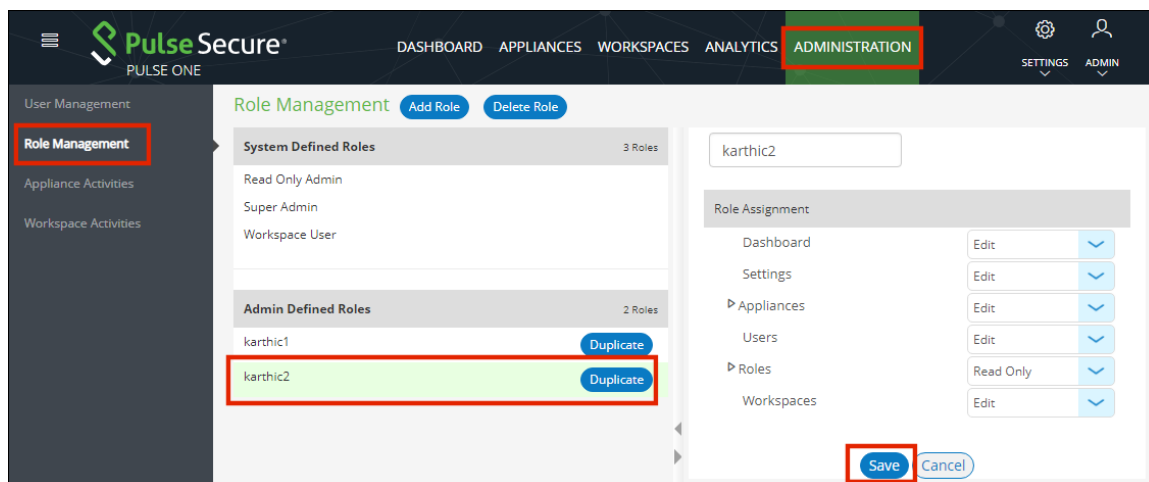 Pulse Secure®
PULSE ONE
DASHBOARD APPLIANCES WORKSPACES ANALYTICS ADMINISTRATION
SETTINGS ADMIN
User Management
Role Management
Appliance Activities
Workspace Activities
Role Management Add Role Delete Role
System Defined Roles 3 Roles
Read Only Admin
Super Admin
Workspace User
Admin Defined Roles 2 Roles
karthic1 Duplicate
karthic2 Duplicate
karthic2
Role Assignment
Dashboard Edit
Settings Edit
Appliances Edit
Users Edit
Roles Read Only
Workspaces Edit
Save Cancel